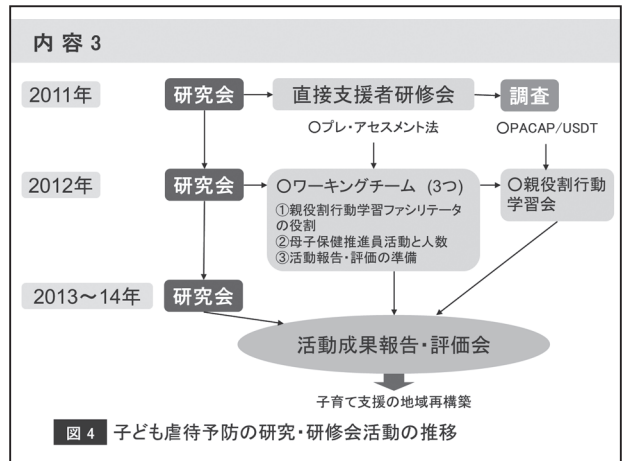 内容3
2011年
研究会
直接支援者研修会
調査
〇プレ・アセスメント法
〇PACAP/USDT
2012年
研究会
〇ワーキングチーム (3つ)
①親役割行動学習ファシリテータ
の役割
②母子保健推進員活動と人数
③活動報告・評価の準備
〇親役割行動
学習会
2013～14年
研究会
活動成果報告・評価会
子育て支援の地域再構築
図4 子ども虐待予防の研究・研修会活動の推移